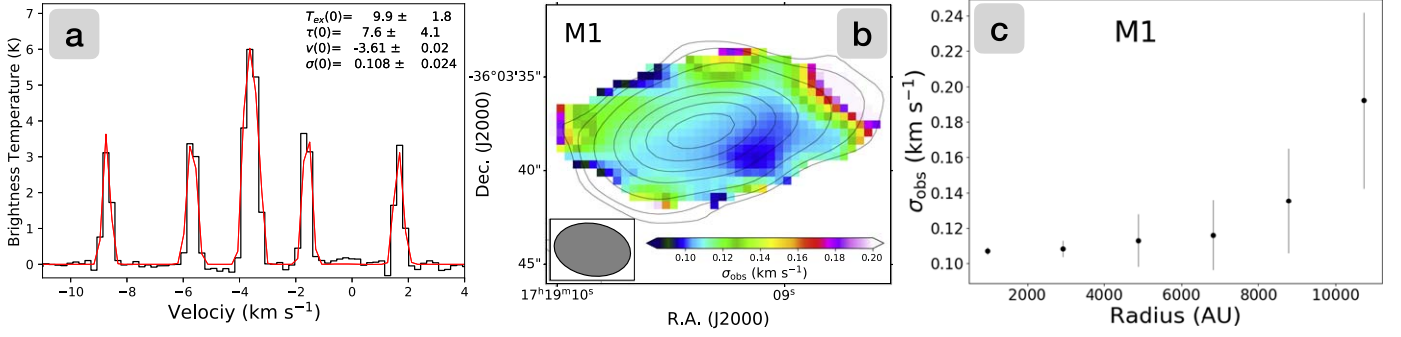 a
T_ex(0)= 9.9 ± 1.8
τ(0)= 7.6 ± 4.1
v(0)= -3.61 ± 0.02
σ(0)= 0.108 ± 0.024
Brightness Temperature (K)
7
6
5
4
3
2
1
0
−10 −8 −6 −4 −2 0 2 4
Velociy (km s⁻¹)
M1
b
Dec. (J2000)
-36°03'35"
40"
45"
0.10 0.12 0.14 0.16 0.18 0.20
σ_obs (km s⁻¹)
17ʰ19ᵐ10ˢ 09ˢ
R.A. (J2000)
c
M1
σ_obs (km s⁻¹)
0.24
0.22
0.20
0.18
0.16
0.14
0.12
0.10
2000 4000 6000 8000 10000
Radius (AU)